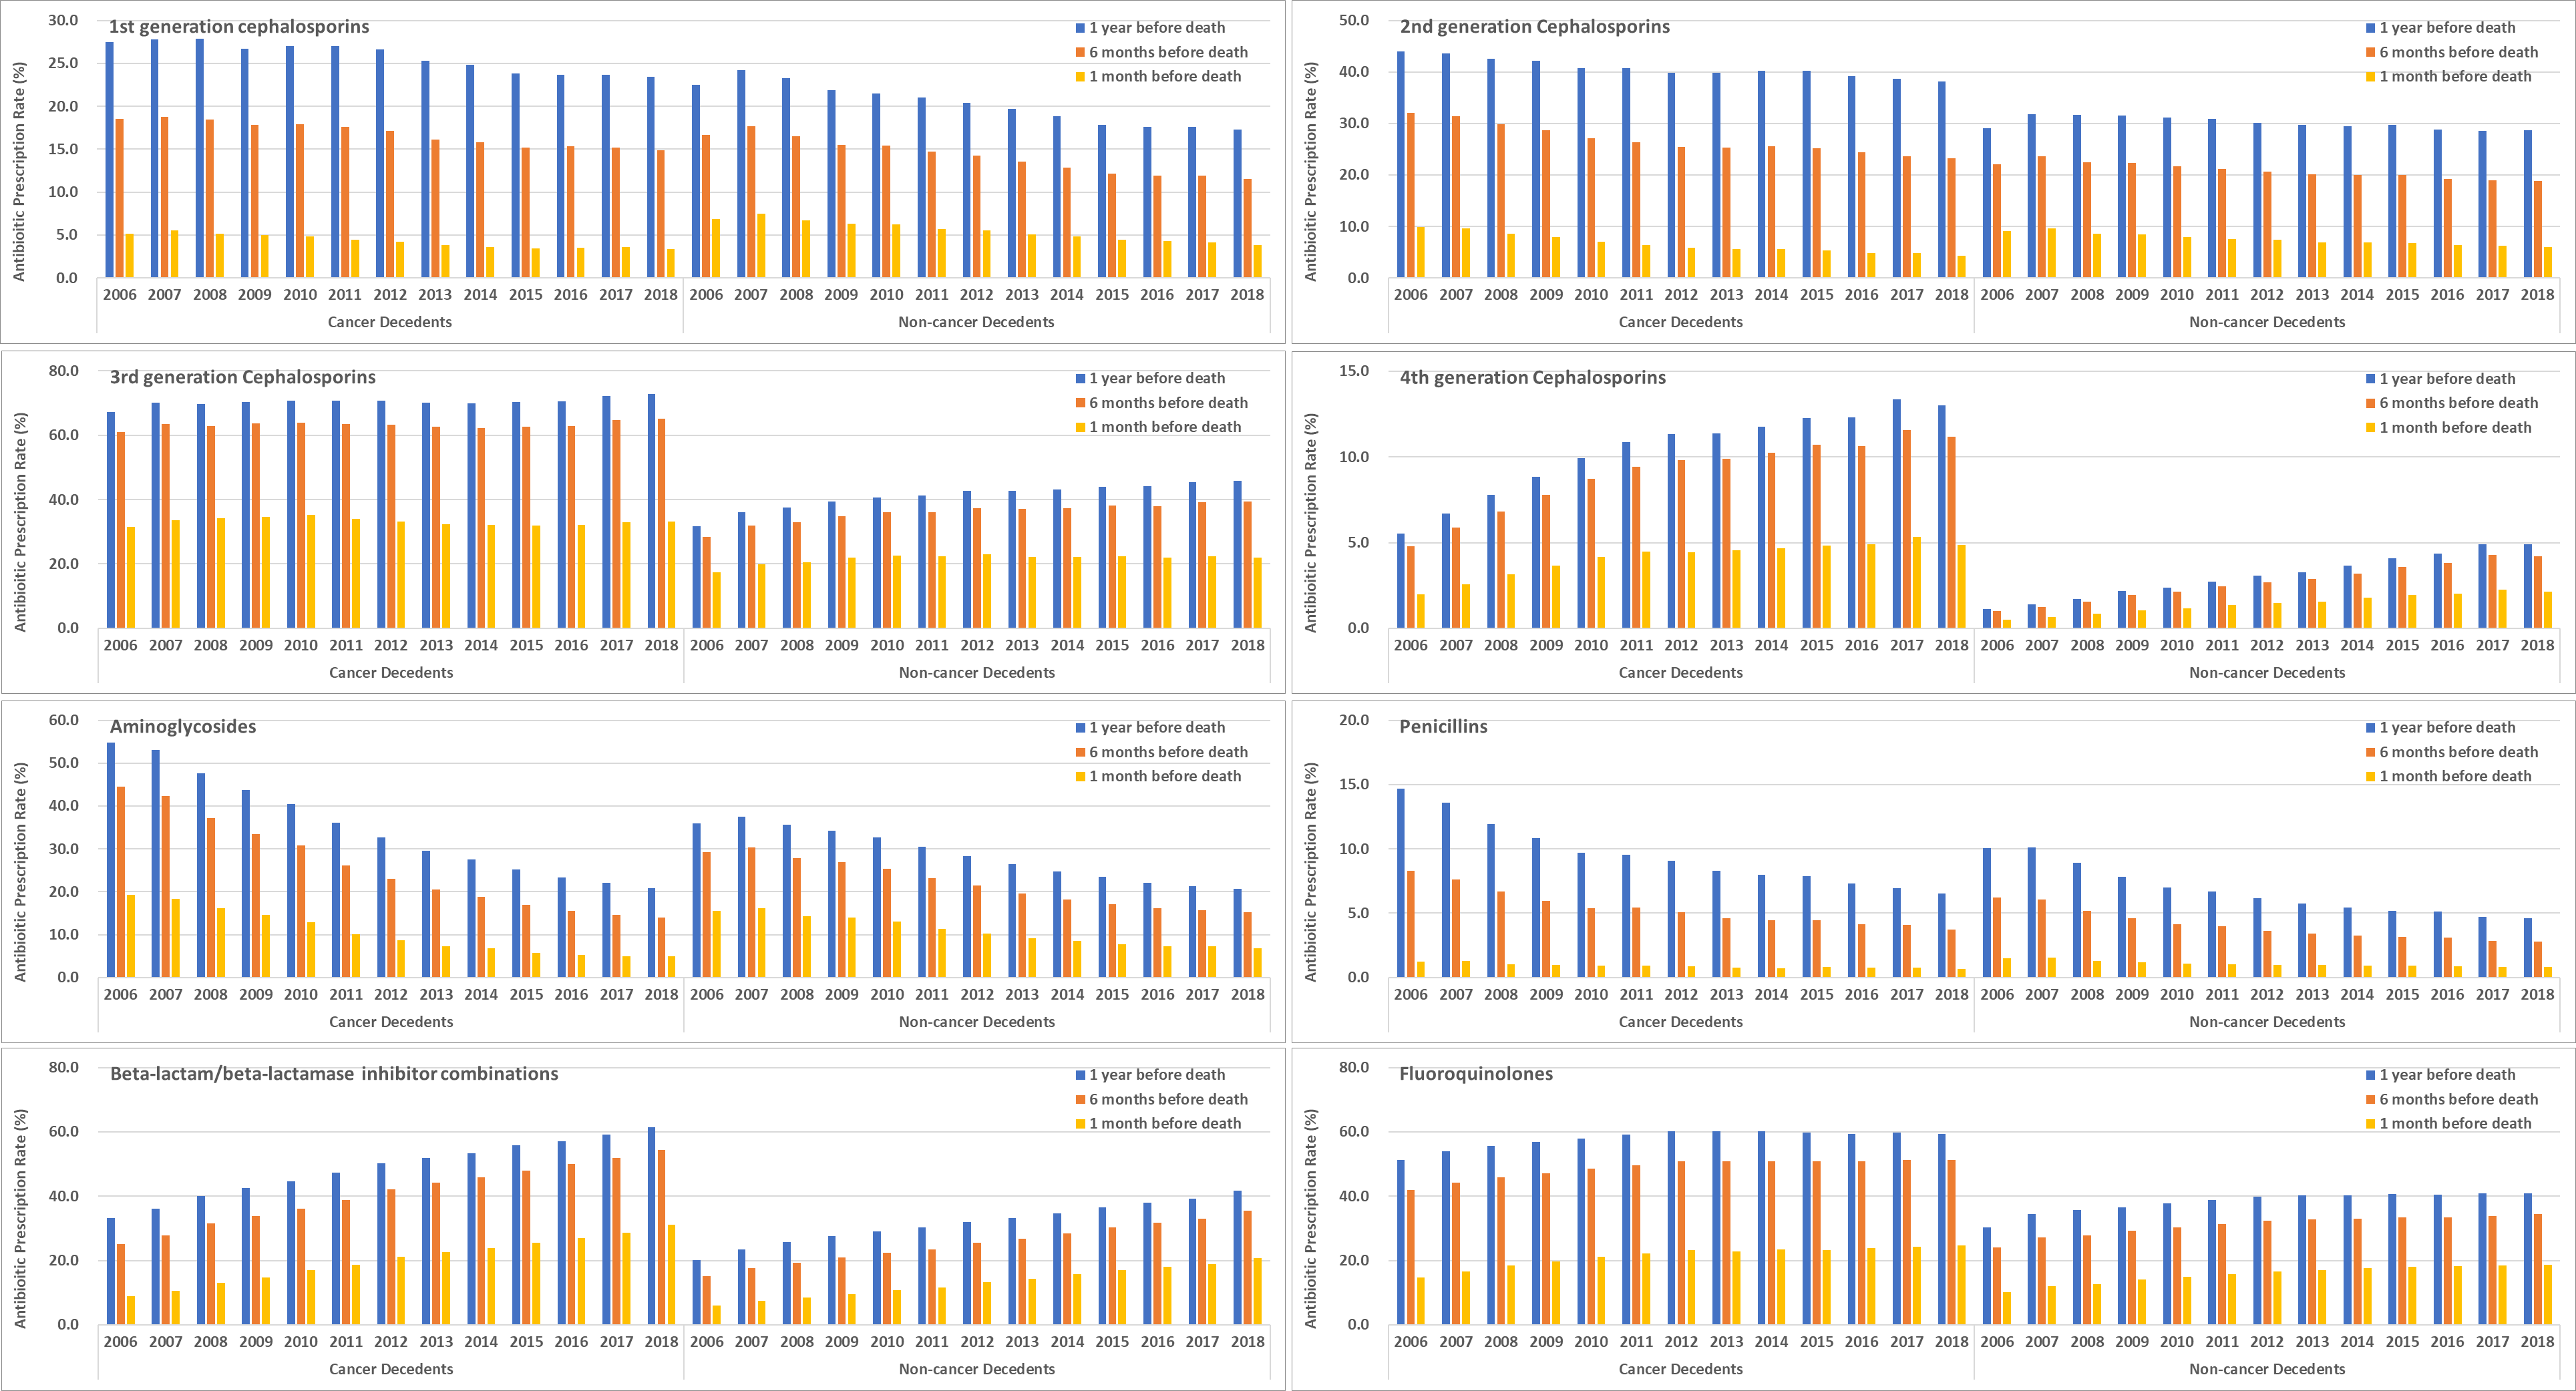 1st generation cephalosporins
1 year before death
6 months before death
1 month before death
Antibioitic Prescription Rate (%)
30.0
25.0
20.0
15.0
10.0
5.0
0.0
2006 2007 2008 2009 2010 2011 2012 2013 2014 2015 2016 2017 2018 2006 2007 2008 2009 2010 2011 2012 2013 2014 2015 2016 2017 2018
Cancer Decedents Non-cancer Decedents
2nd generation Cephalosporins
1 year before death
6 months before death
1 month before death
Antibioitic Prescription Rate (%)
50.0
40.0
30.0
20.0
10.0
0.0
2006 2007 2008 2009 2010 2011 2012 2013 2014 2015 2016 2017 2018 2006 2007 2008 2009 2010 2011 2012 2013 2014 2015 2016 2017 2018
Cancer Decedents Non-cancer Decedents
3rd generation Cephalosporins
1 year before death
6 months before death
1 month before death
Antibioitic Prescription Rate (%)
80.0
60.0
40.0
20.0
0.0
2006 2007 2008 2009 2010 2011 2012 2013 2014 2015 2016 2017 2018 2006 2007 2008 2009 2010 2011 2012 2013 2014 2015 2016 2017 2018
Cancer Decedents Non-cancer Decedents
4th generation Cephalosporins
1 year before death
6 months before death
1 month before death
Antibioitic Prescription Rate (%)
15.0
10.0
5.0
0.0
2006 2007 2008 2009 2010 2011 2012 2013 2014 2015 2016 2017 2018 2006 2007 2008 2009 2010 2011 2012 2013 2014 2015 2016 2017 2018
Cancer Decedents Non-cancer Decedents
Aminoglycosides
1 year before death
6 months before death
1 month before death
Antibioitic Prescription Rate (%)
60.0
50.0
40.0
30.0
20.0
10.0
0.0
2006 2007 2008 2009 2010 2011 2012 2013 2014 2015 2016 2017 2018 2006 2007 2008 2009 2010 2011 2012 2013 2014 2015 2016 2017 2018
Cancer Decedents Non-cancer Decedents
Penicillins
1 year before death
6 months before death
1 month before death
Antibioitic Prescription Rate (%)
20.0
15.0
10.0
5.0
0.0
2006 2007 2008 2009 2010 2011 2012 2013 2014 2015 2016 2017 2018 2006 2007 2008 2009 2010 2011 2012 2013 2014 2015 2016 2017 2018
Cancer Decedents Non-cancer Decedents
Beta-lactam/beta-lactamase inhibitor combinations
1 year before death
6 months before death
1 month before death
Antibioitic Prescription Rate (%)
80.0
60.0
40.0
20.0
0.0
2006 2007 2008 2009 2010 2011 2012 2013 2014 2015 2016 2017 2018 2006 2007 2008 2009 2010 2011 2012 2013 2014 2015 2016 2017 2018
Cancer Decedents Non-cancer Decedents
Fluoroquinolones
1 year before death
6 months before death
1 month before death
Antibioitic Prescription Rate (%)
80.0
60.0
40.0
20.0
0.0
2006 2007 2008 2009 2010 2011 2012 2013 2014 2015 2016 2017 2018 2006 2007 2008 2009 2010 2011 2012 2013 2014 2015 2016 2017 2018
Cancer Decedents Non-cancer Decedents